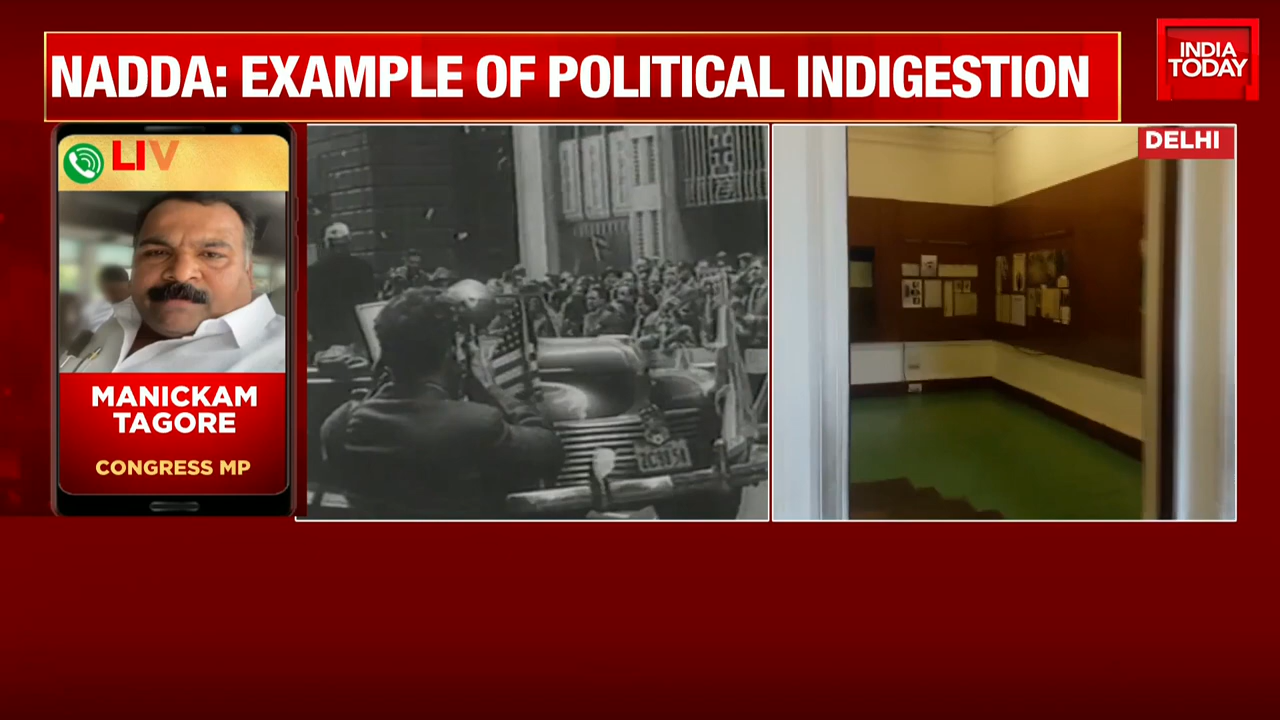 NADDA: EXAMPLE OF POLITICAL INDIGESTION
INDIA
TODAY
LIV
DELHI
MANICKAM
TAGORE
CONGRESS MP